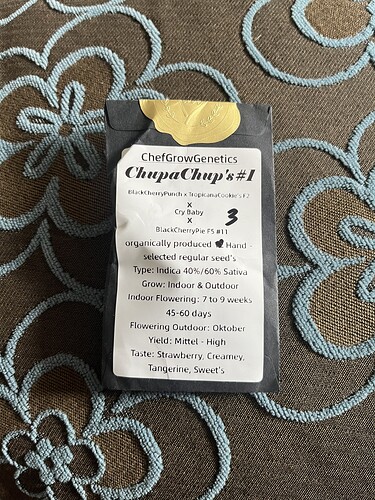 ChefGrowGenetics
ChupaChup's#1
BlackCherryPunch x TropicanaCookie's F2
x
Cry Baby
3
x
BlackCherryPie F5 #11
organically produced Hand -
selected regular seed's
Type: Indica 40%/60% Sativa
Grow: Indoor & Outdoor
Indoor Flowering: 7 to 9 weeks
45-60 days
Flowering Outdoor: Oktober
Yield: Mittel - High
Taste: Strawberry, Creamey,
Tangerine, Sweet's